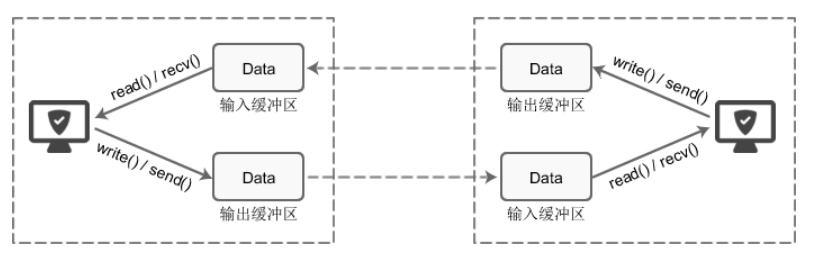 read() / recv()
Data
输入缓冲区
write() / send()
Data
输出缓冲区
Data
输出缓冲区
write() / send()
Data
输入缓冲区
read() / recv()